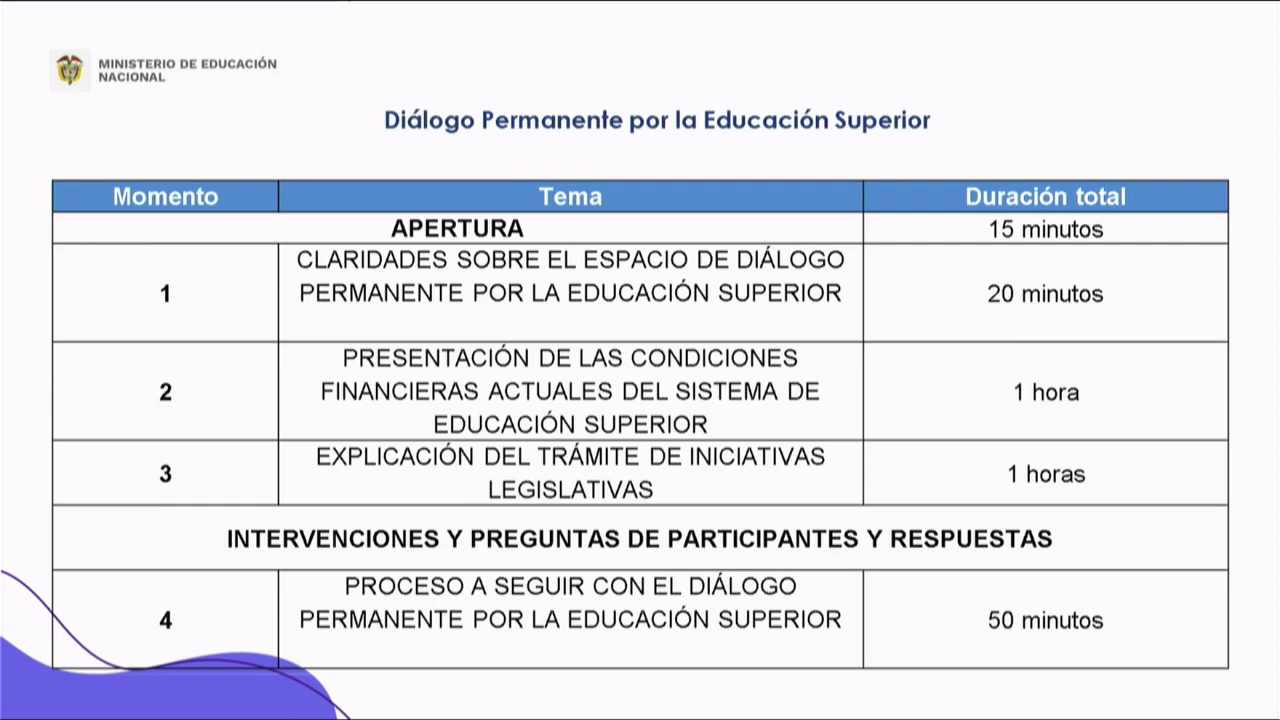 MINISTERIO DE EDUCACIÓN
NACIONAL
Diálogo Permanente por la Educación Superior
Momento Tema Duración total
APERTURA 15 minutos
CLARIDADES SOBRE EL ESPACIO DE DIÁLOGO
1 PERMANENTE POR LA EDUCACIÓN SUPERIOR 20 minutos
PRESENTACIÓN DE LAS CONDICIONES
2 FINANCIERAS ACTUALES DEL SISTEMA DE 1 hora
EDUCACIÓN SUPERIOR
EXPLICACIÓN DEL TRÁMITE DE INICIATIVAS
3 LEGISLATIVAS 1 horas
INTERVENCIONES Y PREGUNTAS DE PARTICIPANTES Y RESPUESTAS
PROCESO A SEGUIR CON EL DIÁLOGO
4 PERMANENTE POR LA EDUCACIÓN SUPERIOR 50 minutos